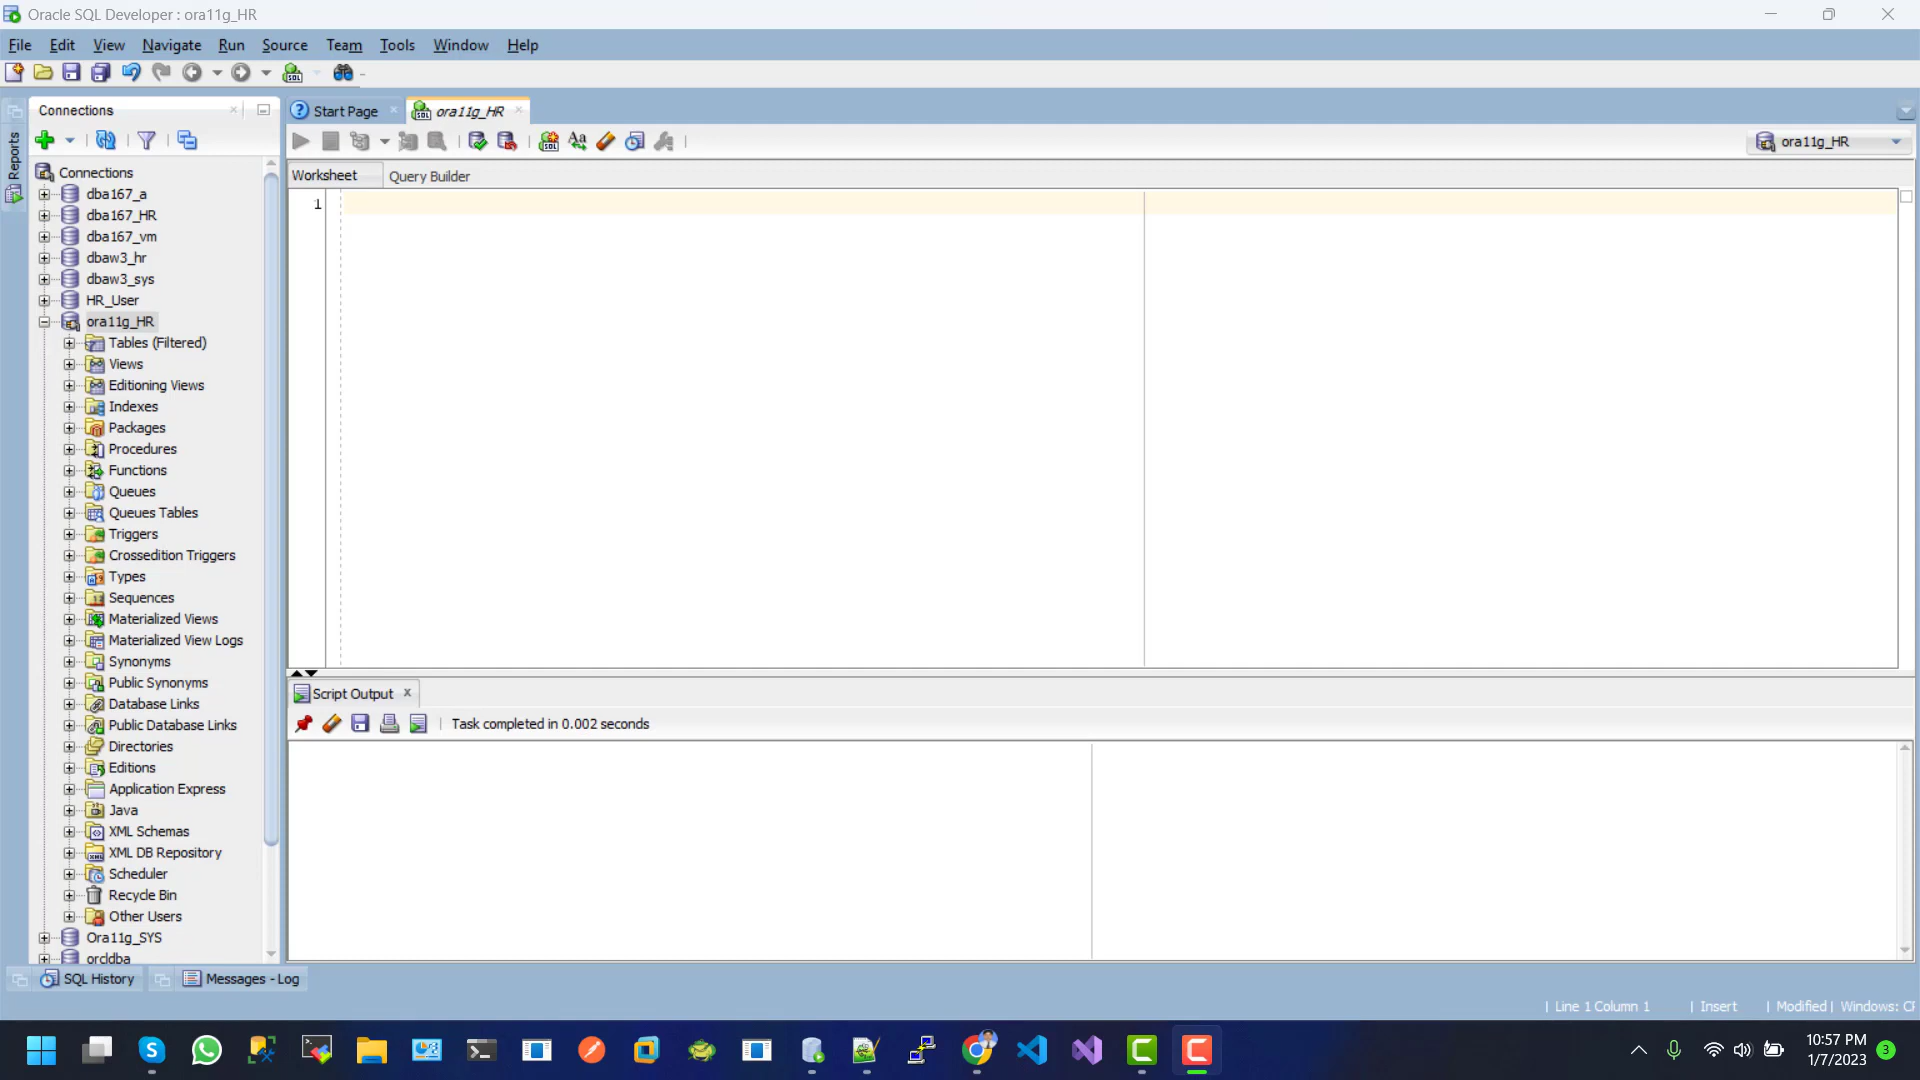 Oracle SQL Developer : ora11g_HR
File Edit View Navigate Run Source Team Tools Window Help
Reports
Connections
Connections
dba167_a
dba167_HR
dba167_vm
dbaw3_hr
dbaw3_sys
HR_User
ora11g_HR
Tables (Filtered)
Views
Editioning Views
Indexes
Packages
Procedures
Functions
Queues
Queues Tables
Triggers
Crossedition Triggers
Types
Sequences
Materialized Views
Materialized View Logs
Synonyms
Public Synonyms
Database Links
Public Database Links
Directories
Editions
Application Express
Java
XML Schemas
XML DB Repository
Scheduler
Recycle Bin
Other Users
Ora11g_SYS
orcldba
Start Page ora11g_HR
ora11g_HR
Worksheet Query Builder
1
Script Output
Task completed in 0.002 seconds
SQL History Messages - Log
Line 1 Column 1 | Insert | Modified | Windows: CF
10:57 PM
1/7/2023
3